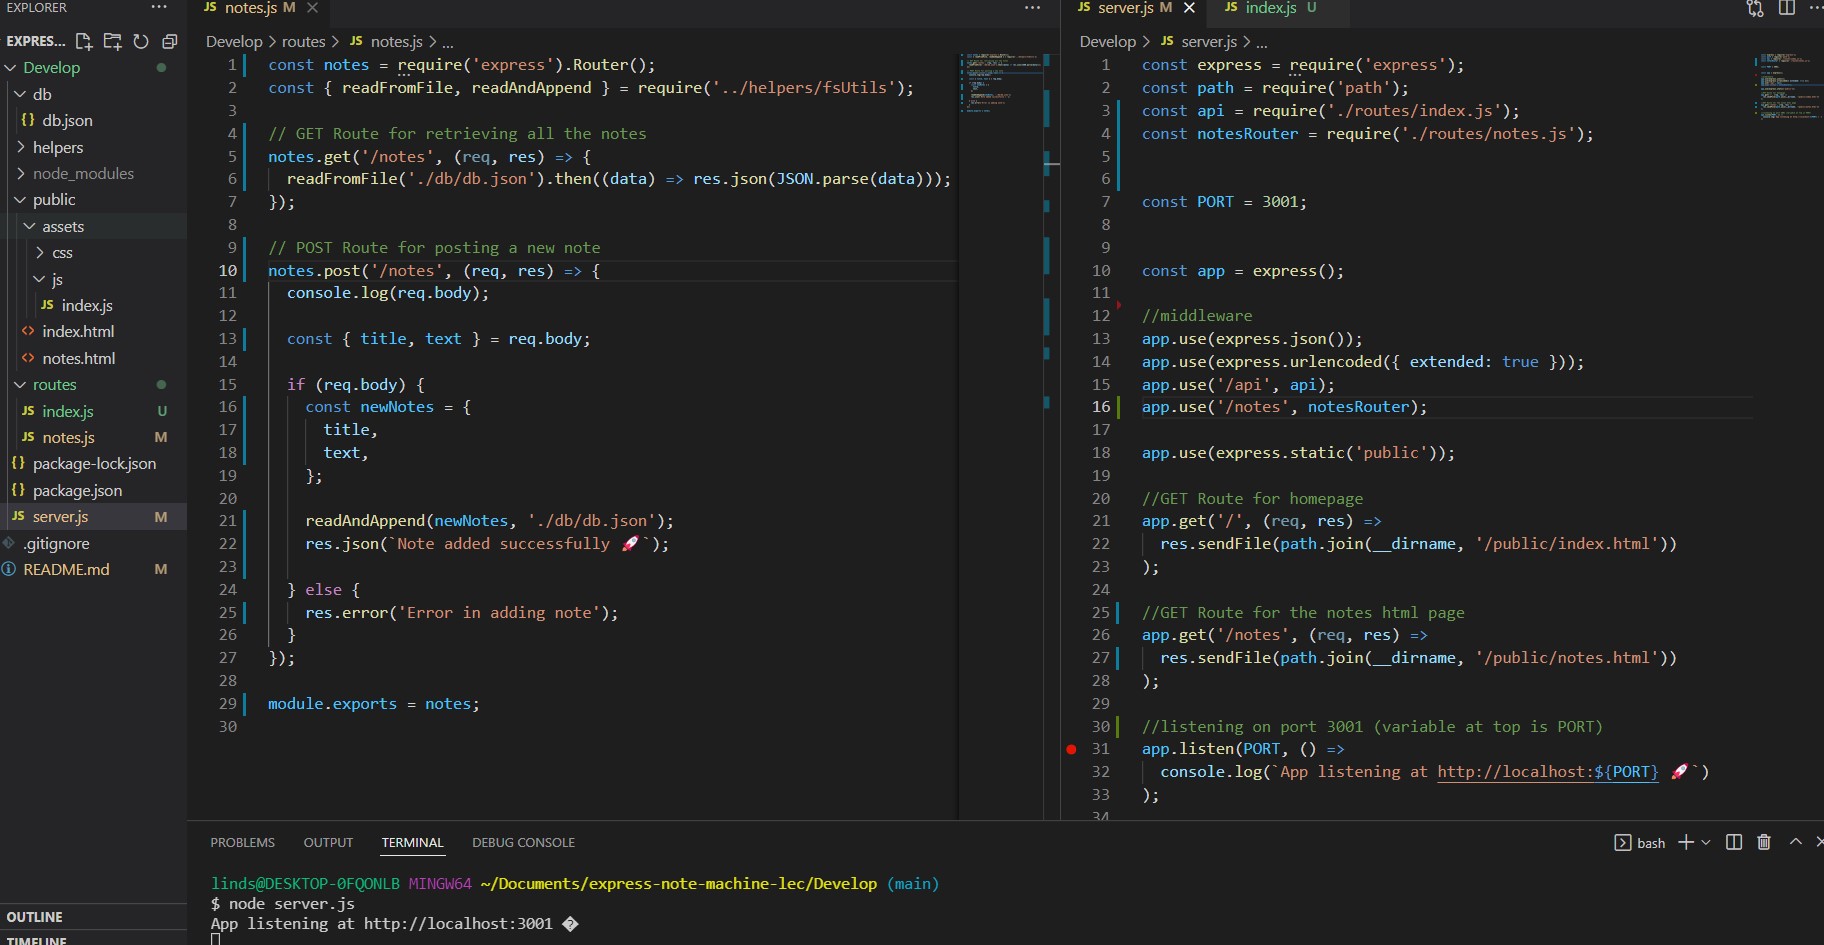 EXPLORER ...
EXPRES...
Develop
db
{} db.json
helpers
node_modules
public
assets
css
js
JS index.js
<> index.html
<> notes.html
routes
JS index.js U
JS notes.js M
{} package-lock.json
{} package.json
JS server.js M
.gitignore
README.md M
OUTLINE
TIMELINE
JS notes.js M
Develop > routes > JS notes.js > ...
1 const notes = require('express').Router();
2 const { readFromFile, readAndAppend } = require('../helpers/fsUtils');
3
4 // GET Route for retrieving all the notes
5 notes.get('/notes', (req, res) => {
6 readFromFile('./db/db.json').then((data) => res.json(JSON.parse(data)));
7 });
8
9 // POST Route for posting a new note
10 notes.post('/notes', (req, res) => {
11 console.log(req.body);
12
13 const { title, text } = req.body;
14
15 if (req.body) {
16 const newNotes = {
17 title,
18 text,
19 };
20
21 readAndAppend(newNotes, './db/db.json');
22 res.json(`Note added successfully 🚀`);
23
24 } else {
25 res.error('Error in adding note');
26 }
27 });
28
29 module.exports = notes;
30
JS server.js M
JS index.js U
Develop > JS server.js > ...
1 const express = require('express');
2 const path = require('path');
3 const api = require('./routes/index.js');
4 const notesRouter = require('./routes/notes.js');
5
6
7 const PORT = 3001;
8
9
10 const app = express();
11
12 //middleware
13 app.use(express.json());
14 app.use(express.urlencoded({ extended: true }));
15 app.use('/api', api);
16 app.use('/notes', notesRouter);
17
18 app.use(express.static('public'));
19
20 //GET Route for homepage
21 app.get('/', (req, res) =>
22 res.sendFile(path.join(__dirname, '/public/index.html'))
23 );
24
25 //GET Route for the notes html page
26 app.get('/notes', (req, res) =>
27 res.sendFile(path.join(__dirname, '/public/notes.html'))
28 );
29
30 //listening on port 3001 (variable at top is PORT)
31 app.listen(PORT, () =>
32 console.log(`App listening at http://localhost:${PORT} 🚀`)
33 );
34
PROBLEMS OUTPUT TERMINAL DEBUG CONSOLE
bash
linds@DESKTOP-0FQONLB MINGW64 ~/Documents/express-note-machine-lec/Develop (main)
$ node server.js
App listening at http://localhost:3001 �